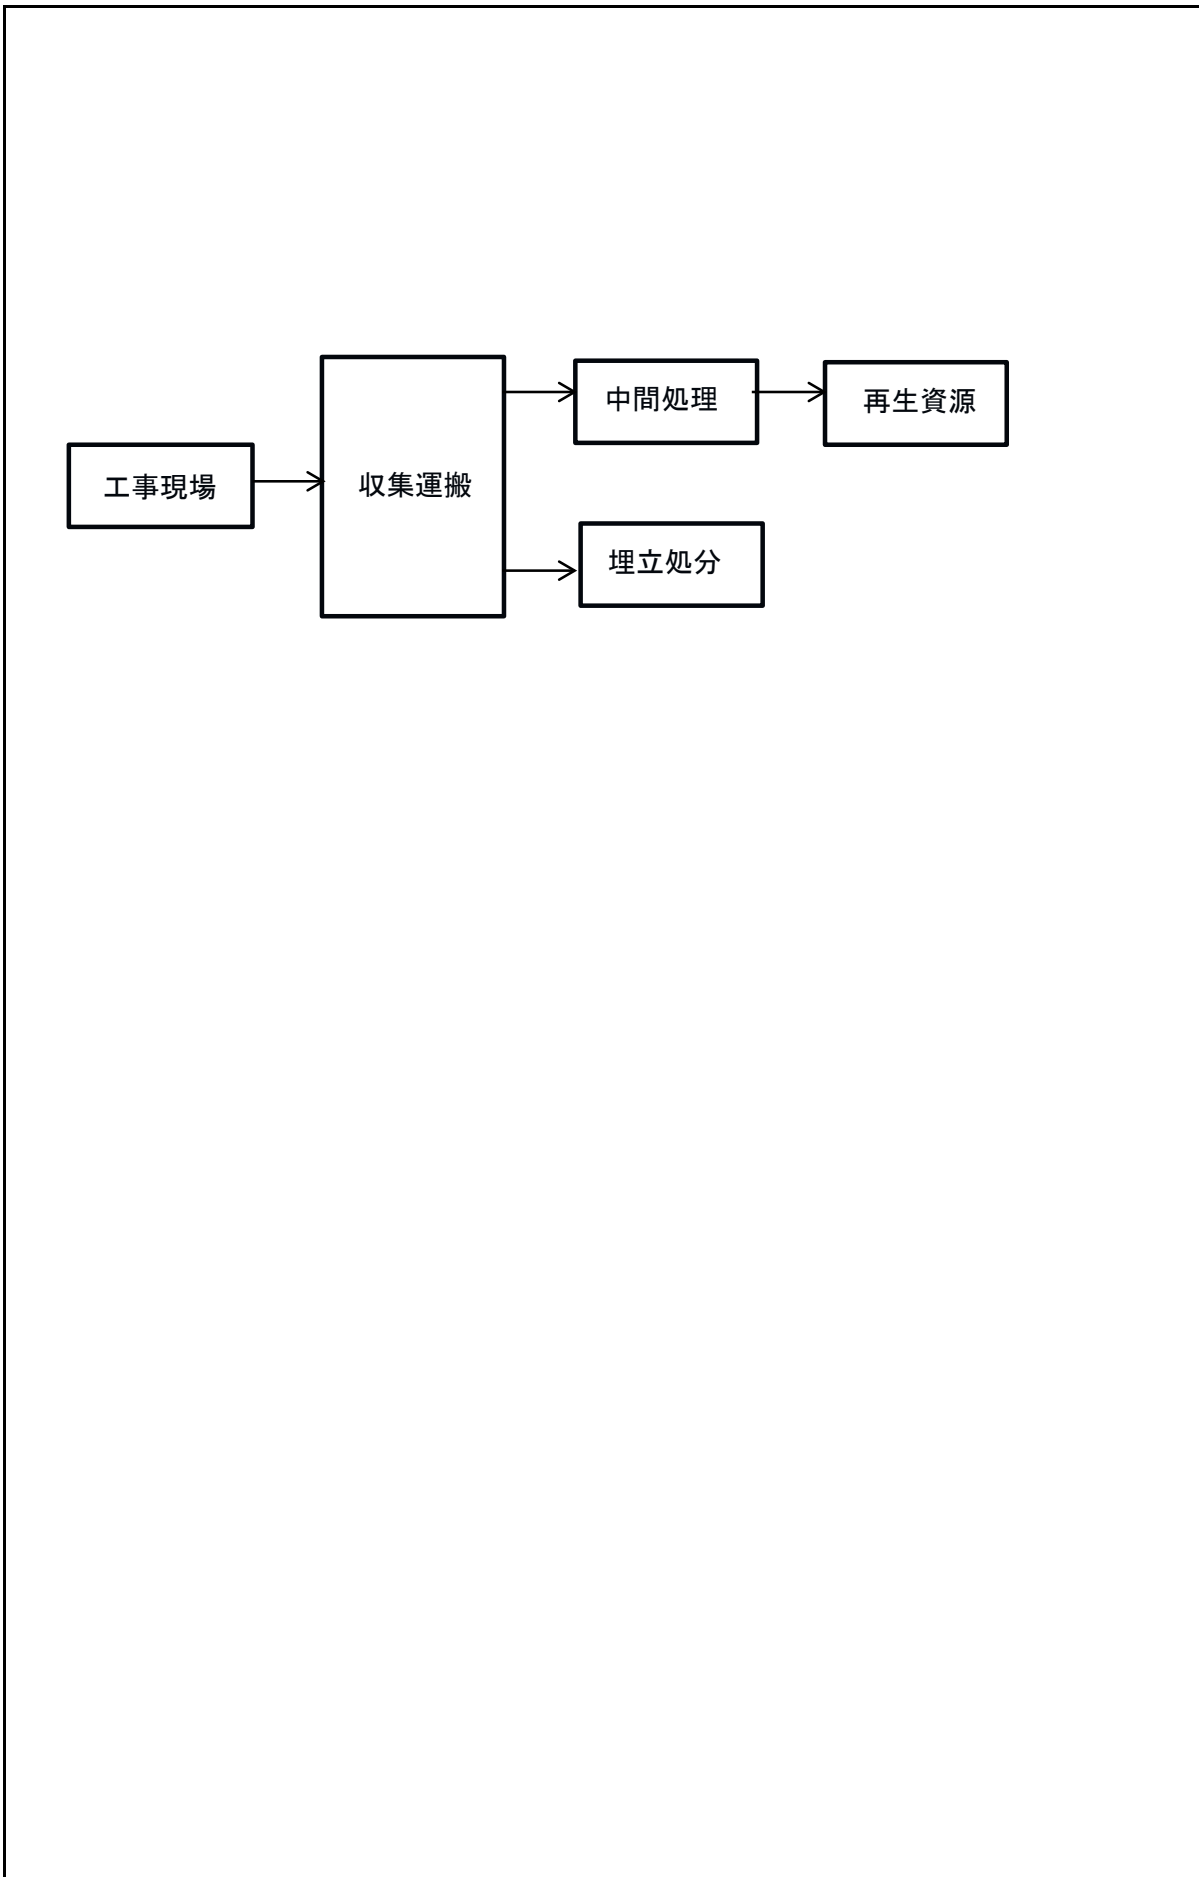 工事現場
収集運搬
中間処理
再生資源
埋立処分